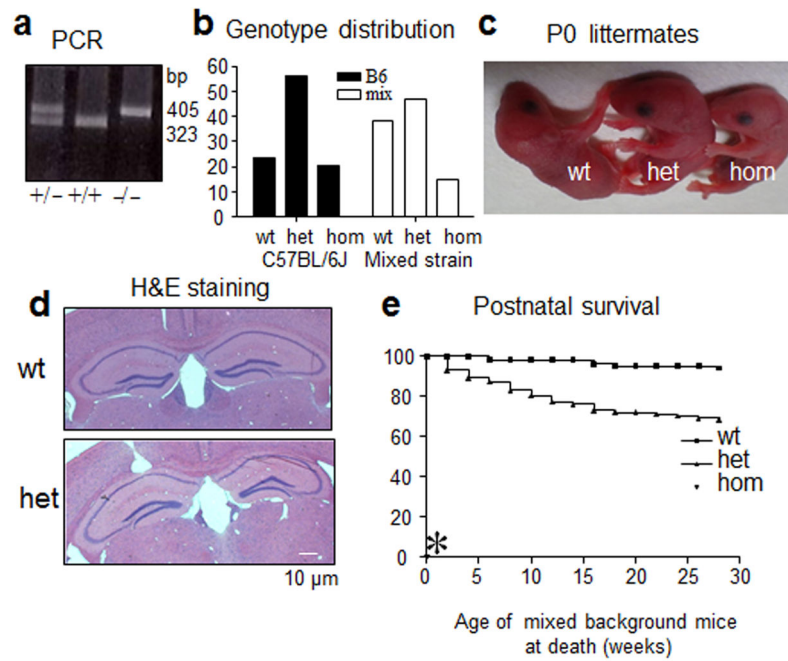 a
PCR
bp
405
323
+/- +/+ -/-
b Genotype distribution
60
50
40
30
20
10
0
B6
mix
wt het hom wt het hom
C57BL/6J Mixed strain
c P0 littermates
wt het hom
d H&E staining
wt
het
10 µm
e Postnatal survival
100
80
60
40
20
0
wt
het
hom
*
0 5 10 15 20 25 30
Age of mixed background mice
at death (weeks)